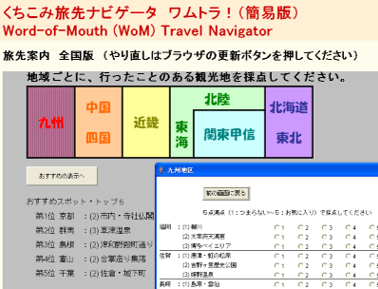 くちこみ旅先ナビゲータ ワムトラ!(簡易版)
Word-of-Mouth (WoM) Travel Navigator
旅先案内 全国版 (やり直しはブラウザの更新ボタンを押してください)
地域ごとに、行ったことのある観光地を採点してください。
九州
中国
四国
近畿
東海
北陸
関東甲信
北海道
東北
おすすめの表示へ
おすすめスポット・トップ5
第1位 京都 : (2)市内・寺社仏閣
第2位 群馬 : (3)草津温泉
第3位 島根 : (2)津和野殿町通り
第4位 富山 : (2)合掌造り集落
第5位 千葉 : (2)佐倉・城下町
九州地区
前の画面に戻る
5点満点(1:つまらない~5:お気に入り)で採点してください
福岡 : (1)柳川 1 2 3 4 5
(2)太宰府天満宮 1 2 3 4 5
(3)博多ベイエリア 1 2 3 4 5
佐賀 : (1)唐津・虹の松原 1 2 3 4 5
(2)吉野ヶ里歴史公園 1 2 3 4 5
(3)嬉野温泉 1 2 3 4 5
長崎 : (1)島原・雲仙 1 2 3 4 5